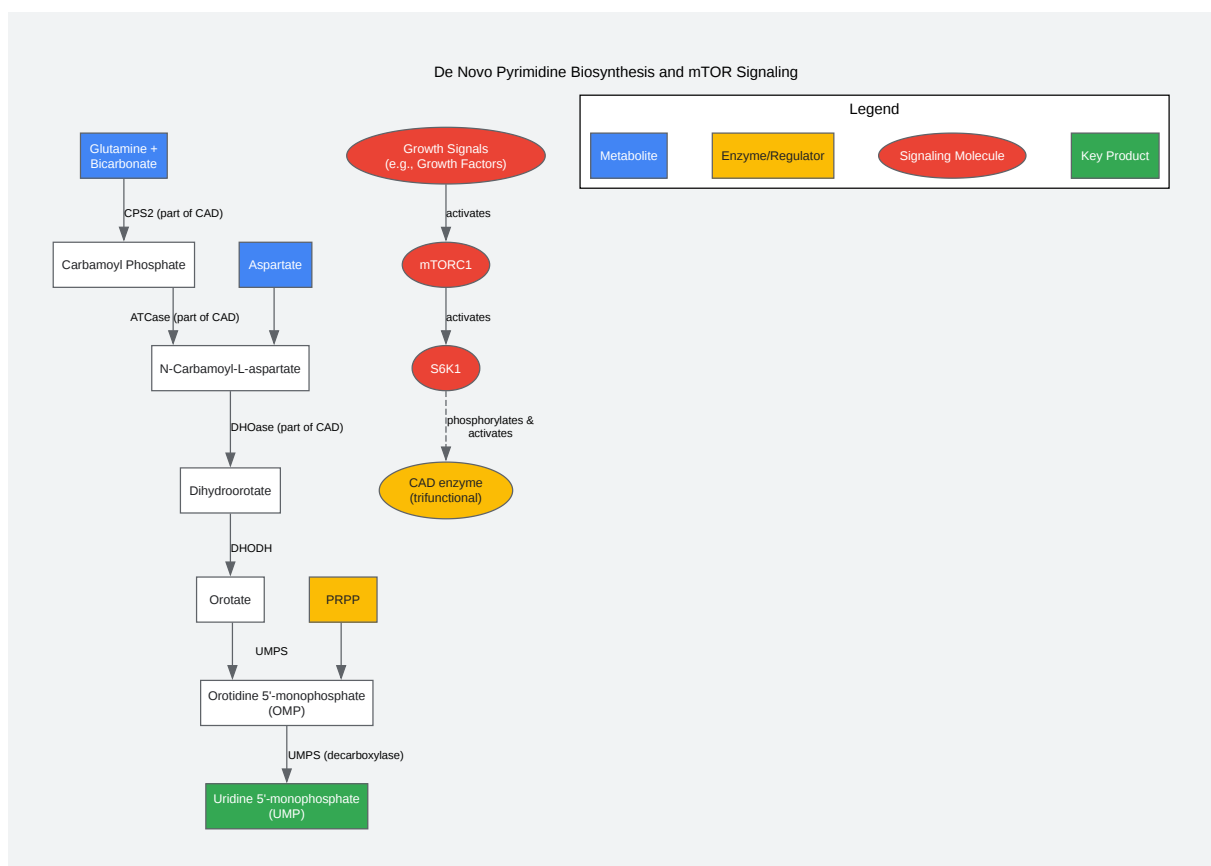 De Novo Pyrimidine Biosynthesis and mTOR Signaling
Legend
Metabolite
Enzyme/Regulator
Signaling Molecule
Key Product
Glutamine +
Bicarbonate
CPS2 (part of CAD)
Carbamoyl Phosphate
Aspartate
ATCase (part of CAD)
N-Carbamoyl-L-aspartate
DHOase (part of CAD)
Dihydroorotate
DHODH
Orotate
PRPP
UMPS
Orotidine 5'-monophosphate
(OMP)
UMPS (decarboxylase)
Uridine 5'-monophosphate
(UMP)
Growth Signals
(e.g., Growth Factors)
activates
mTORC1
activates
S6K1
phosphorylates &
activates
CAD enzyme
(trifunctional)